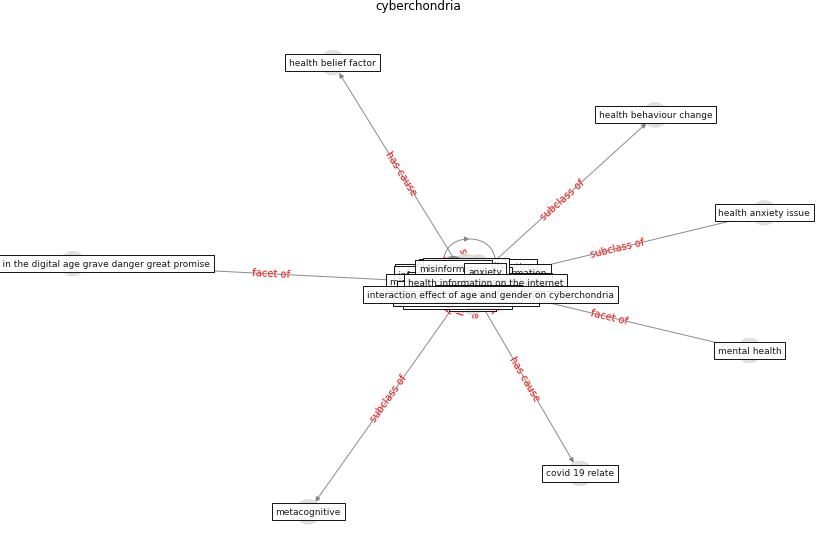 cyberchondria
health belief factor
health behaviour change
has cause
subclass of
health anxiety issue
subclass of
in the digital age grave danger great promise
facet of
anxiety
health information on the internet
interaction effect of age and gender on cyberchondria
facet of
mental health
subclass of
has cause
covid 19 relate
metacognitive